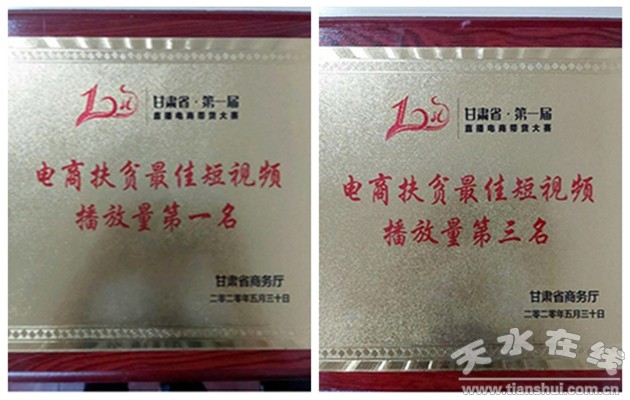 甘肃省·第一届
直播电商带货大赛
电商扶贫最佳短视频
播放量第一名
甘肃省商务厅
二零二零年五月三十日
甘肃省·第一届
直播电商带货大赛
电商扶贫最佳短视频
播放量第三名
甘肃省商务厅
二零二零年五月三十日
天水在线
www.tianshui.com.cn